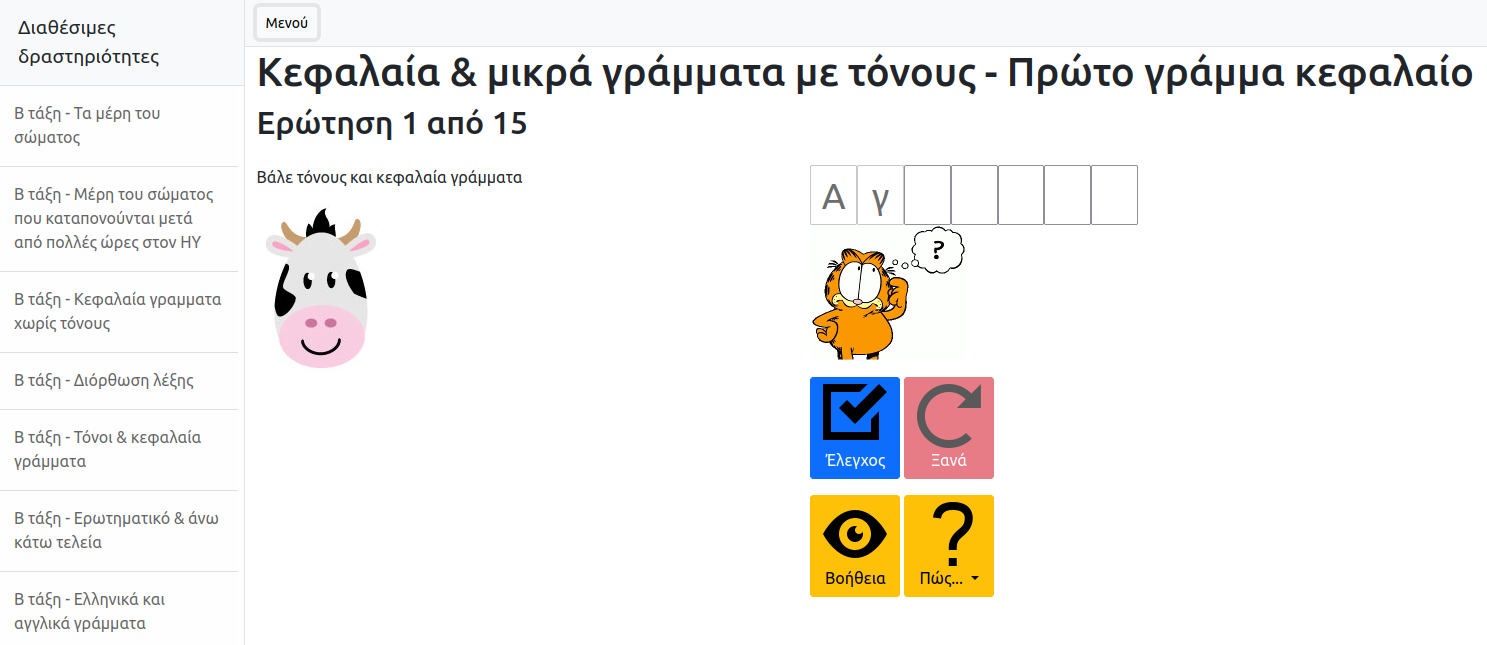 Διαθέσιμες
δραστηριότητες
Β τάξη - Τα μέρη του
σώματος
Β τάξη - Μέρη του σώματος
που καταπονούνται μετά
από πολλές ώρες στον ΗΥ
Β τάξη - Κεφαλαία γραμματα
χωρίς τόνους
Β τάξη - Διόρθωση λέξης
Β τάξη - Τόνοι & κεφαλαία
γράμματα
Β τάξη - Ερωτηματικό & άνω
κάτω τελεία
Β τάξη - Ελληνικά και
αγγλικά γράμματα
Μενού
Κεφαλαία & μικρά γράμματα με τόνους - Πρώτο γράμμα κεφαλαίο
Ερώτηση 1 από 15
Βάλε τόνους και κεφαλαία γράμματα
Α γ
?
Έλεγχος
Ξανά
Βοήθεια
?
Πώς...